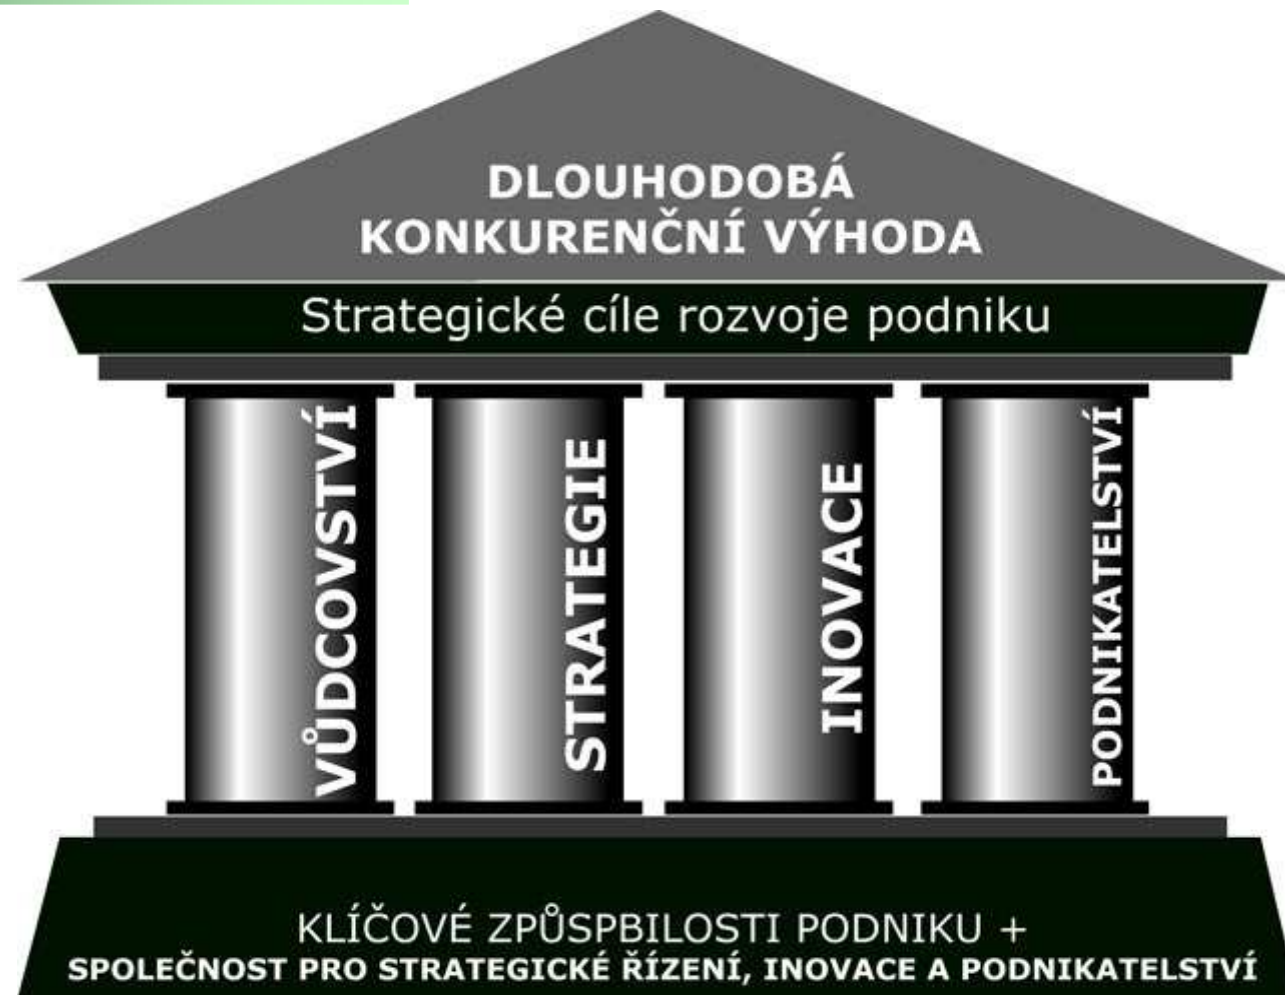 DLOUHODOBÁ
KONKURENČNÍ VÝHODA
Strategické cíle rozvoje podniku
VŮDCOVSTVÍ
STRATEGIE
INOVACE
PODNIKATELSTVÍ
KLÍČOVÉ ZPŮSPBILOSTI PODNIKU +
SPOLEČNOST PRO STRATEGICKÉ ŘÍZENÍ, INOVACE A PODNIKATELSTVÍ